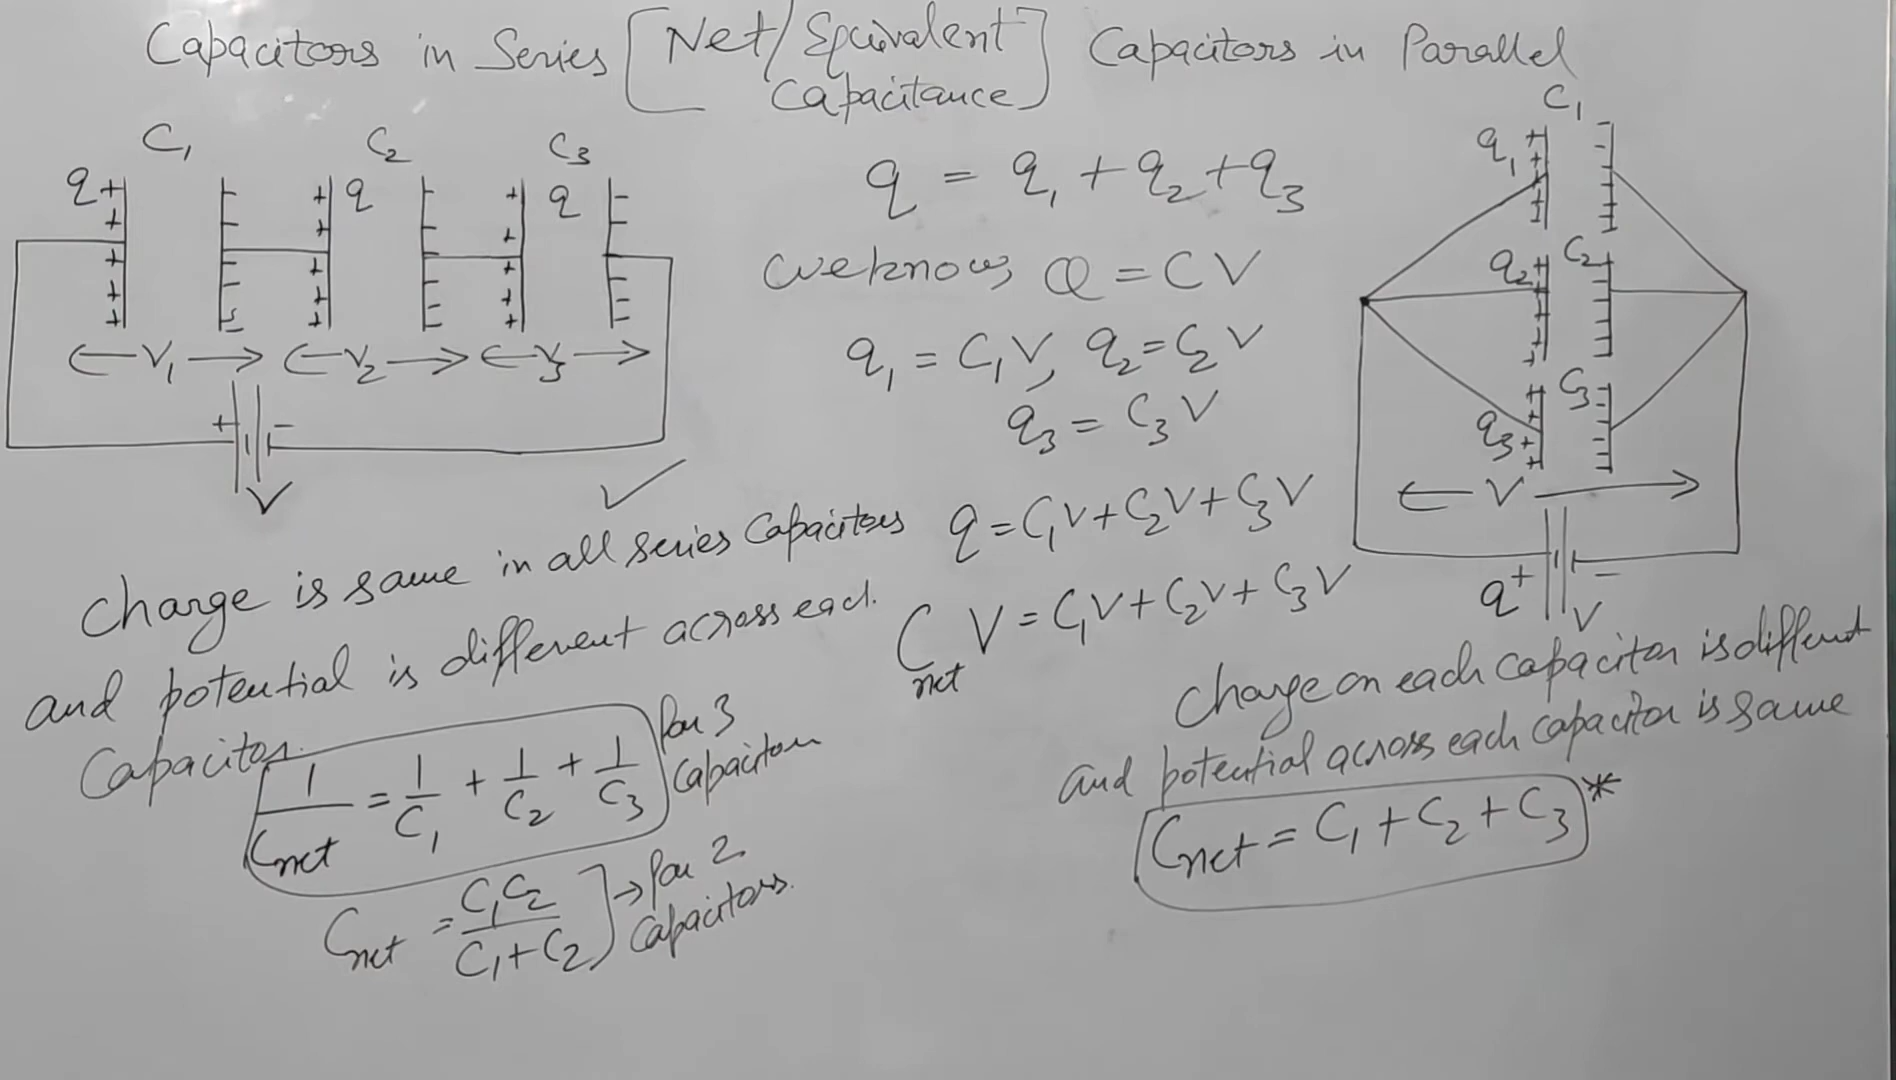 Capacitors in Series [Net/Equivalent Capacitance] Capacitors in Parallel
C₁ C₂ C₃
q + q + q
← V₁ → ← V₂ → ← V₃ →
+ -
V ✓
Charge is same in all series Capacitors
and potential is different across each
Capacitor.
1/Cnet = 1/C₁ + 1/C₂ + 1/C₃ for 3 Capacitors
Cnet = C₁C₂/(C₁+C₂) ] → for 2 Capacitors.
q = q₁ + q₂ + q₃
we know, Q = CV
q₁ = C₁V, q₂ = C₂V
q₃ = C₃V
q = C₁V + C₂V + C₃V
Cnet V = C₁V + C₂V + C₃V
C₁
q₁
q₂ C₂
C₃
q₃
← V →
q + -
V
Charge on each capacitor is different
and potential across each capacitor is same
Cnet = C₁ + C₂ + C₃ *